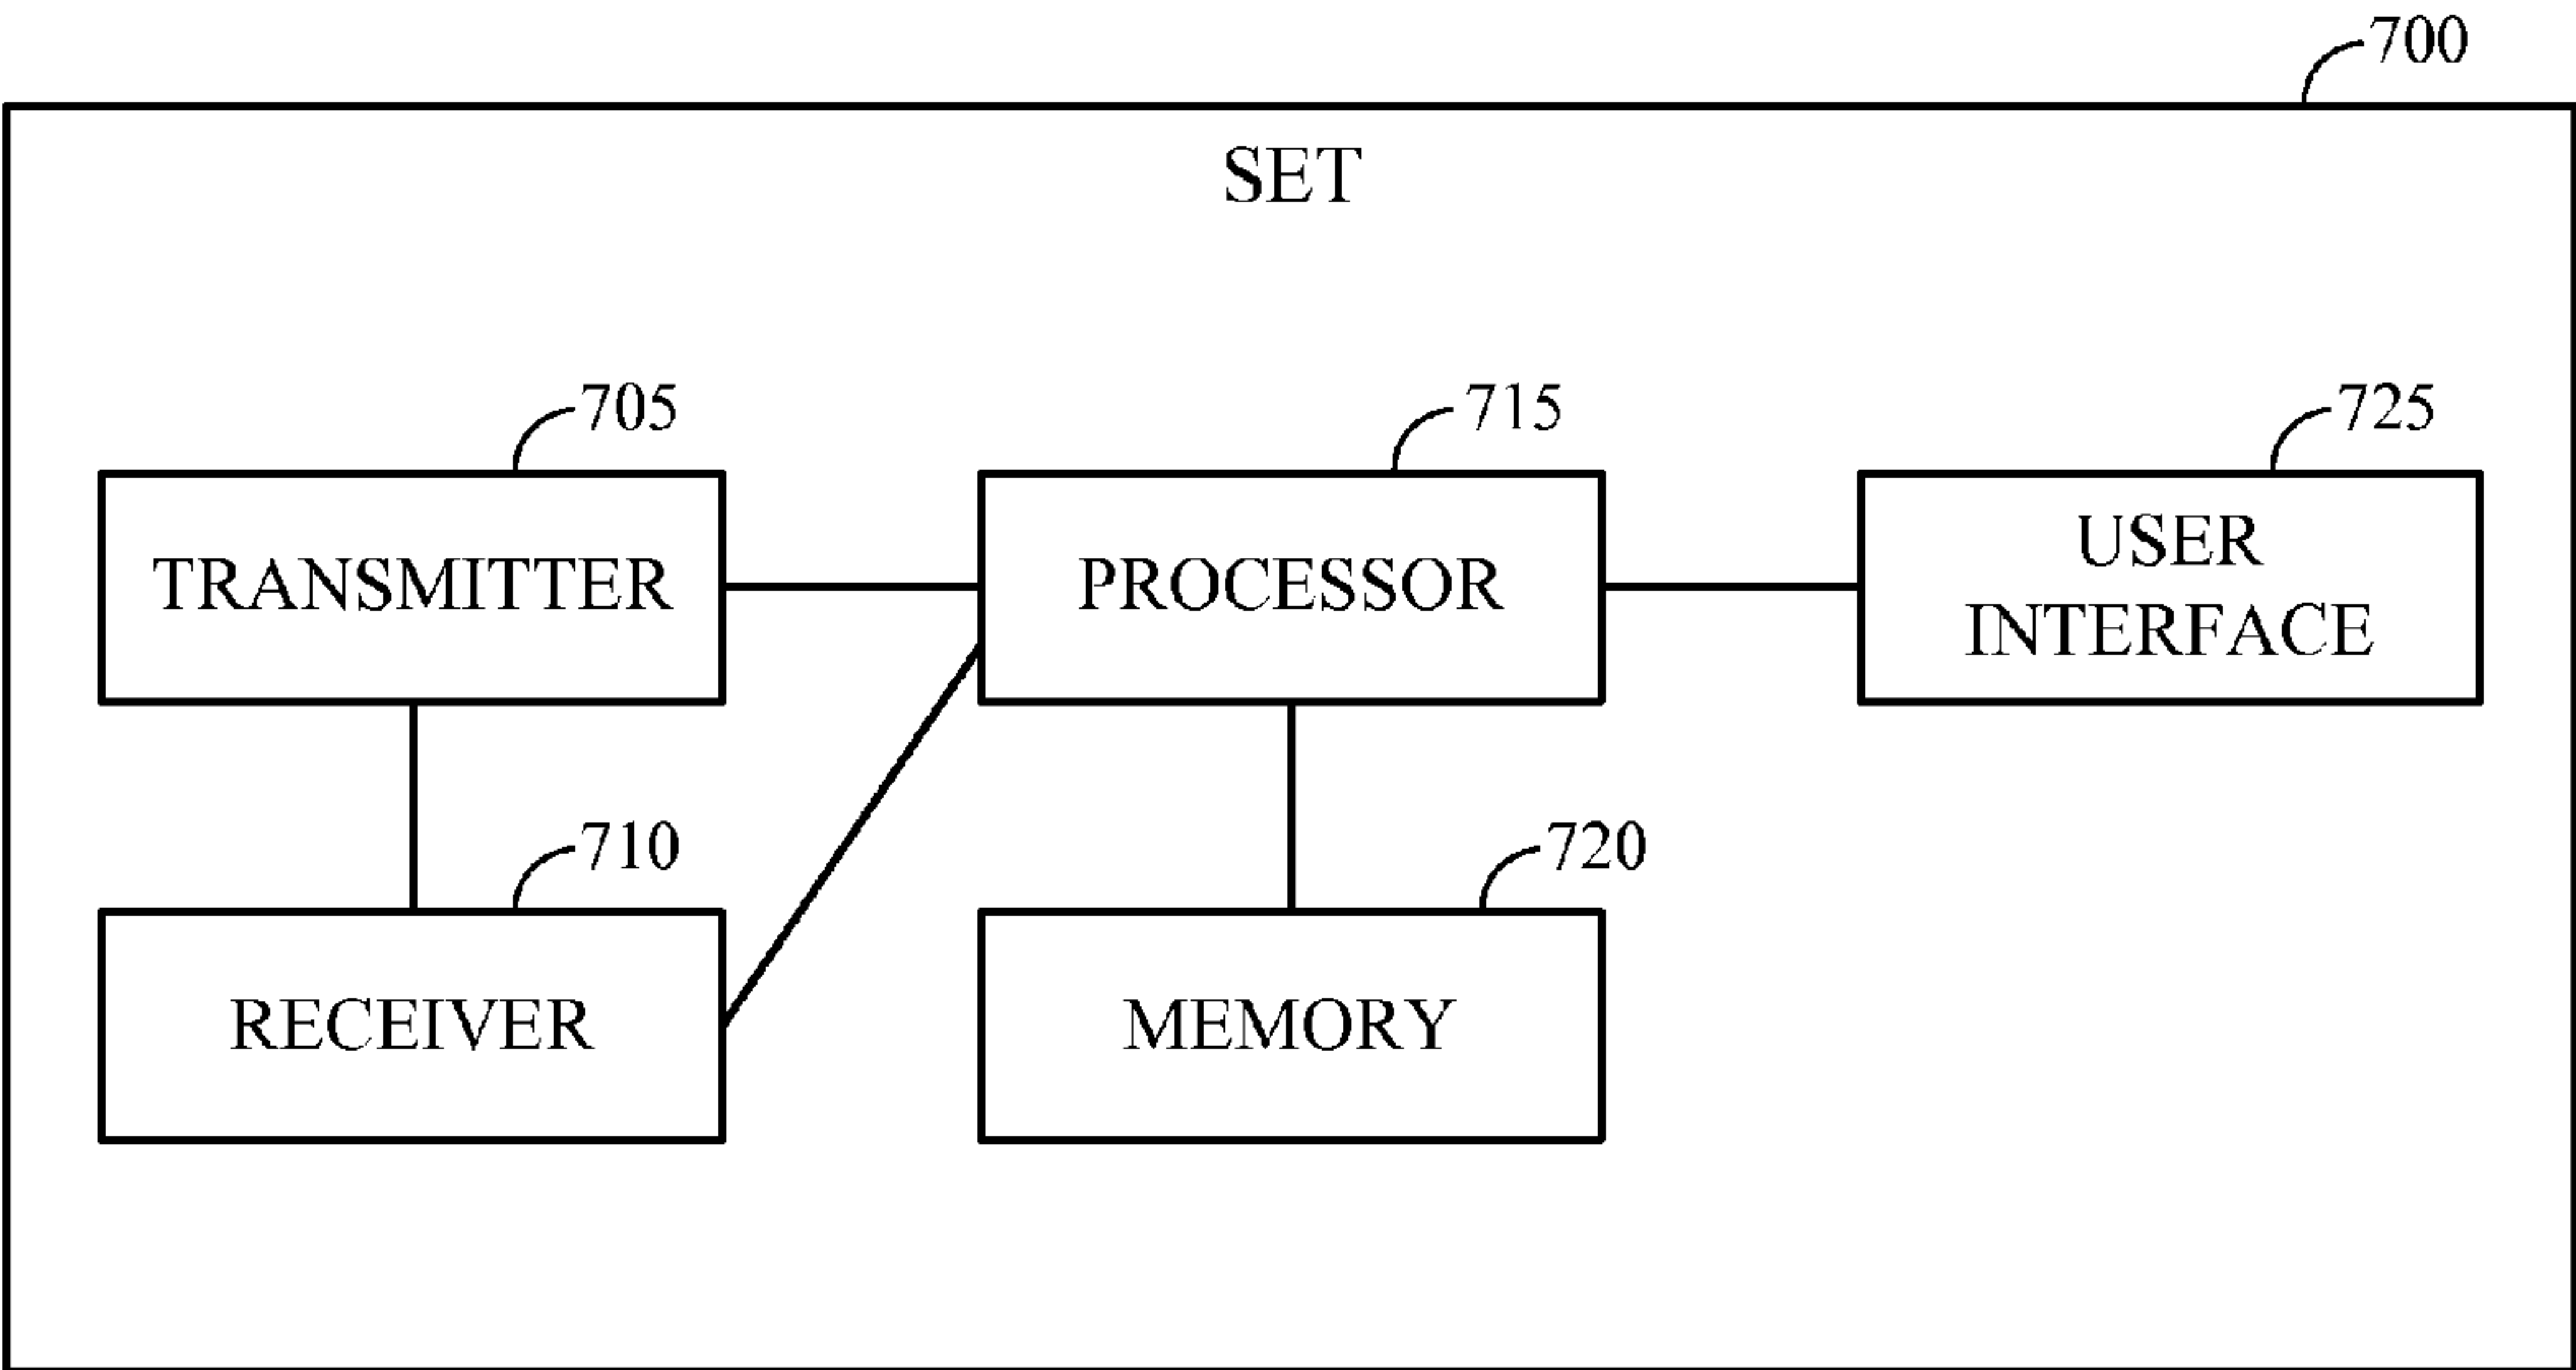 700
SET
705
715
725
TRANSMITTER
PROCESSOR
USER
INTERFACE
710
720
RECEIVER
MEMORY